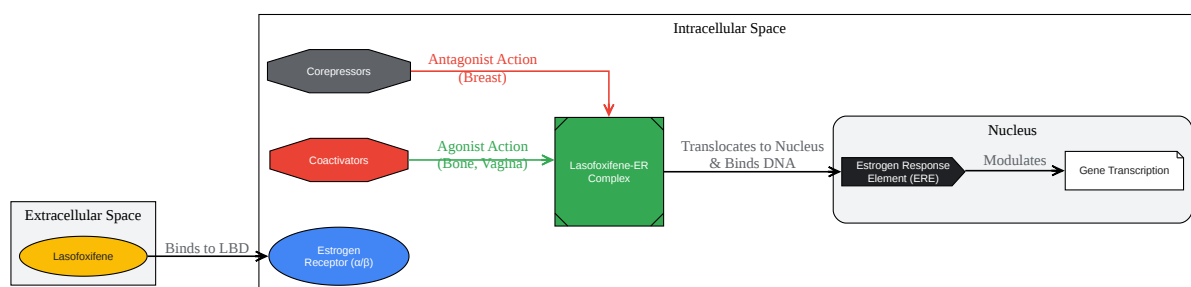 Intracellular Space
Corepressors
Antagonist Action
(Breast)
Coactivators
Agonist Action
(Bone, Vagina)
Lasofoxifene-ER
Complex
Translocates to Nucleus
& Binds DNA
Nucleus
Estrogen Response
Element (ERE)
Modulates
Gene Transcription
Extracellular Space
Lasofoxifene
Binds to LBD
Estrogen
Receptor (α/β)